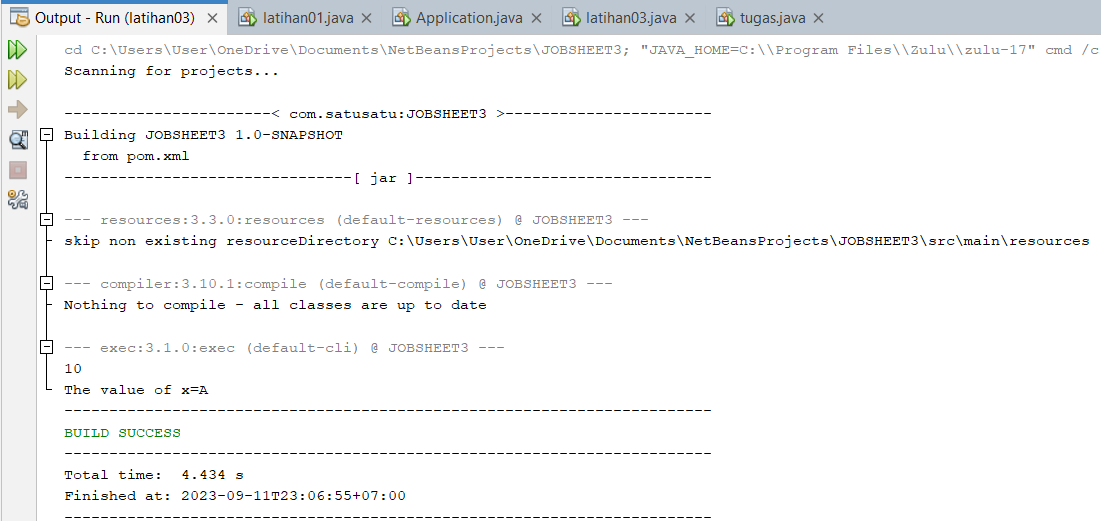 Output - Run (latihan03) × latihan01.java × Application.java × latihan03.java × tugas.java ×
cd C:\Users\User\OneDrive\Documents\NetBeansProjects\JOBSHEET3; "JAVA_HOME=C:\\Program Files\\Zulu\\zulu-17" cmd /c
Scanning for projects...
-----------------------< com.satusatu:JOBSHEET3 >-----------------------
Building JOBSHEET3 1.0-SNAPSHOT
  from pom.xml
--------------------------------[ jar ]---------------------------------
--- resources:3.3.0:resources (default-resources) @ JOBSHEET3 ---
skip non existing resourceDirectory C:\Users\User\OneDrive\Documents\NetBeansProjects\JOBSHEET3\src\main\resources
--- compiler:3.10.1:compile (default-compile) @ JOBSHEET3 ---
Nothing to compile - all classes are up to date
--- exec:3.1.0:exec (default-cli) @ JOBSHEET3 ---
10
The value of x=A
------------------------------------------------------------------------
BUILD SUCCESS
------------------------------------------------------------------------
Total time:  4.434 s
Finished at: 2023-09-11T23:06:55+07:00
------------------------------------------------------------------------